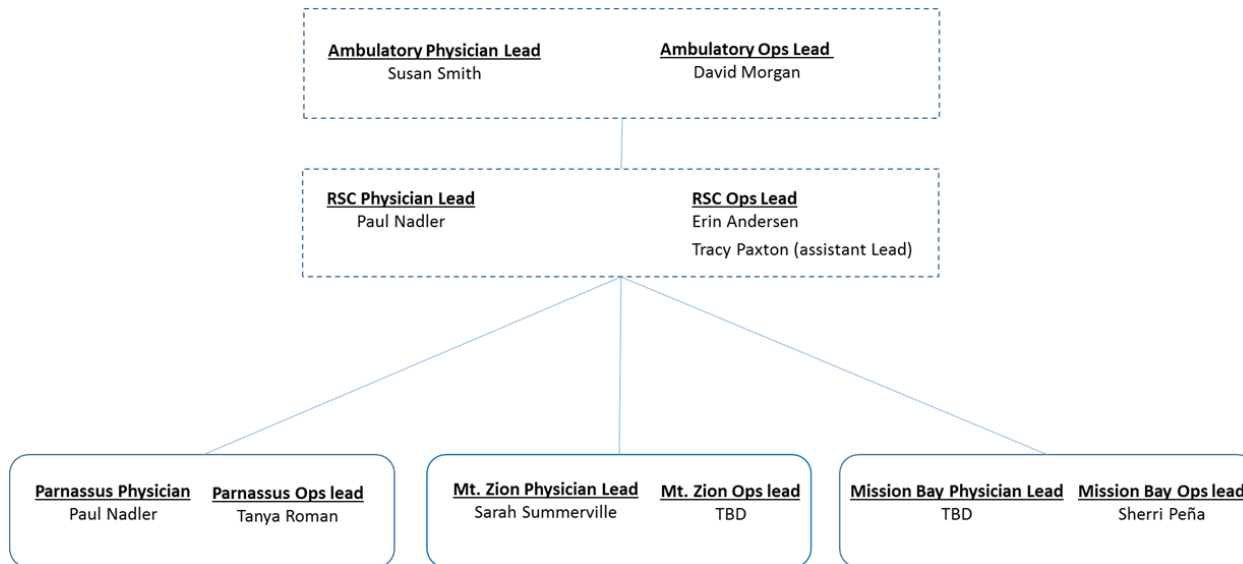 Ambulatory Physician Lead
Susan Smith
Ambulatory Ops Lead
David Morgan
RSC Physician Lead
Paul Nadler
RSC Ops Lead
Erin Andersen
Tracy Paxton (assistant Lead)
Parnassus Physician
Paul Nadler
Parnassus Ops lead
Tanya Roman
Mt. Zion Physician Lead
Sarah Summerville
Mt. Zion Ops lead
TBD
Mission Bay Physician Lead
TBD
Mission Bay Ops lead
Sherri Peña